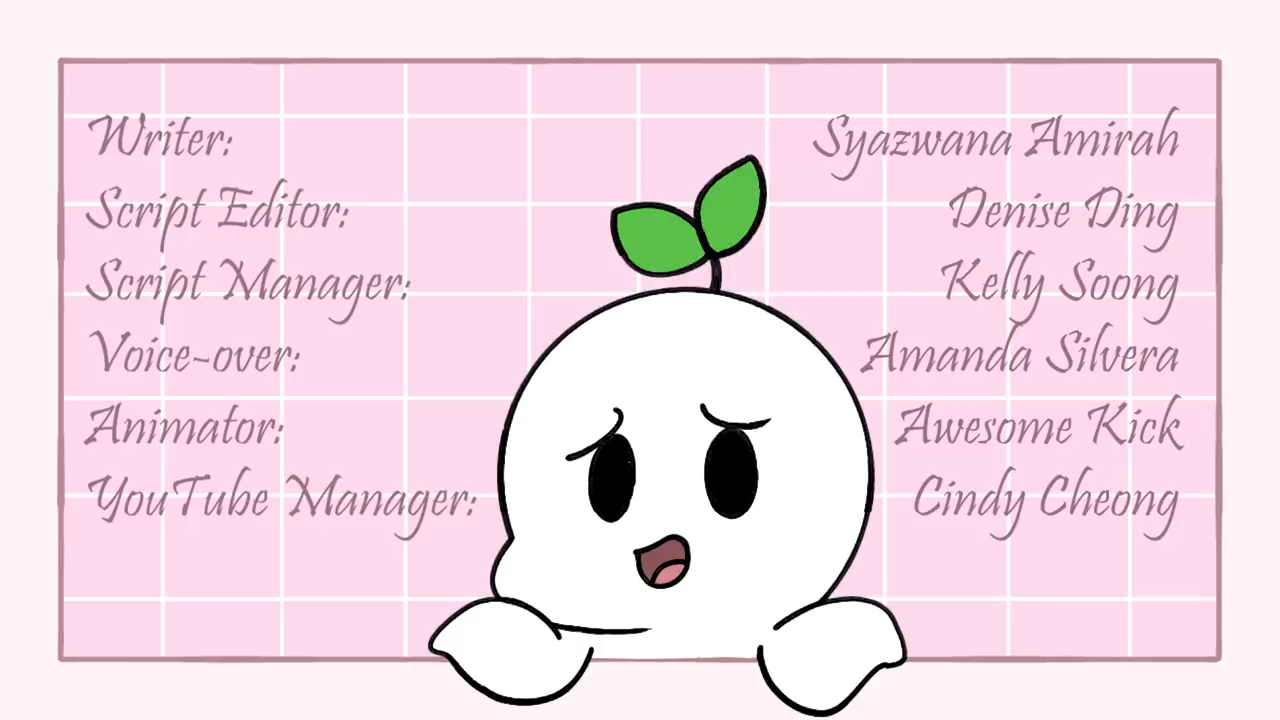 Writer: Syazwana Amirah
Script Editor: Denise Ding
Script Manager: Kelly Soong
Voice-over: Amanda Silvera
Animator: Awesome Kick
YouTube Manager: Cindy Cheong